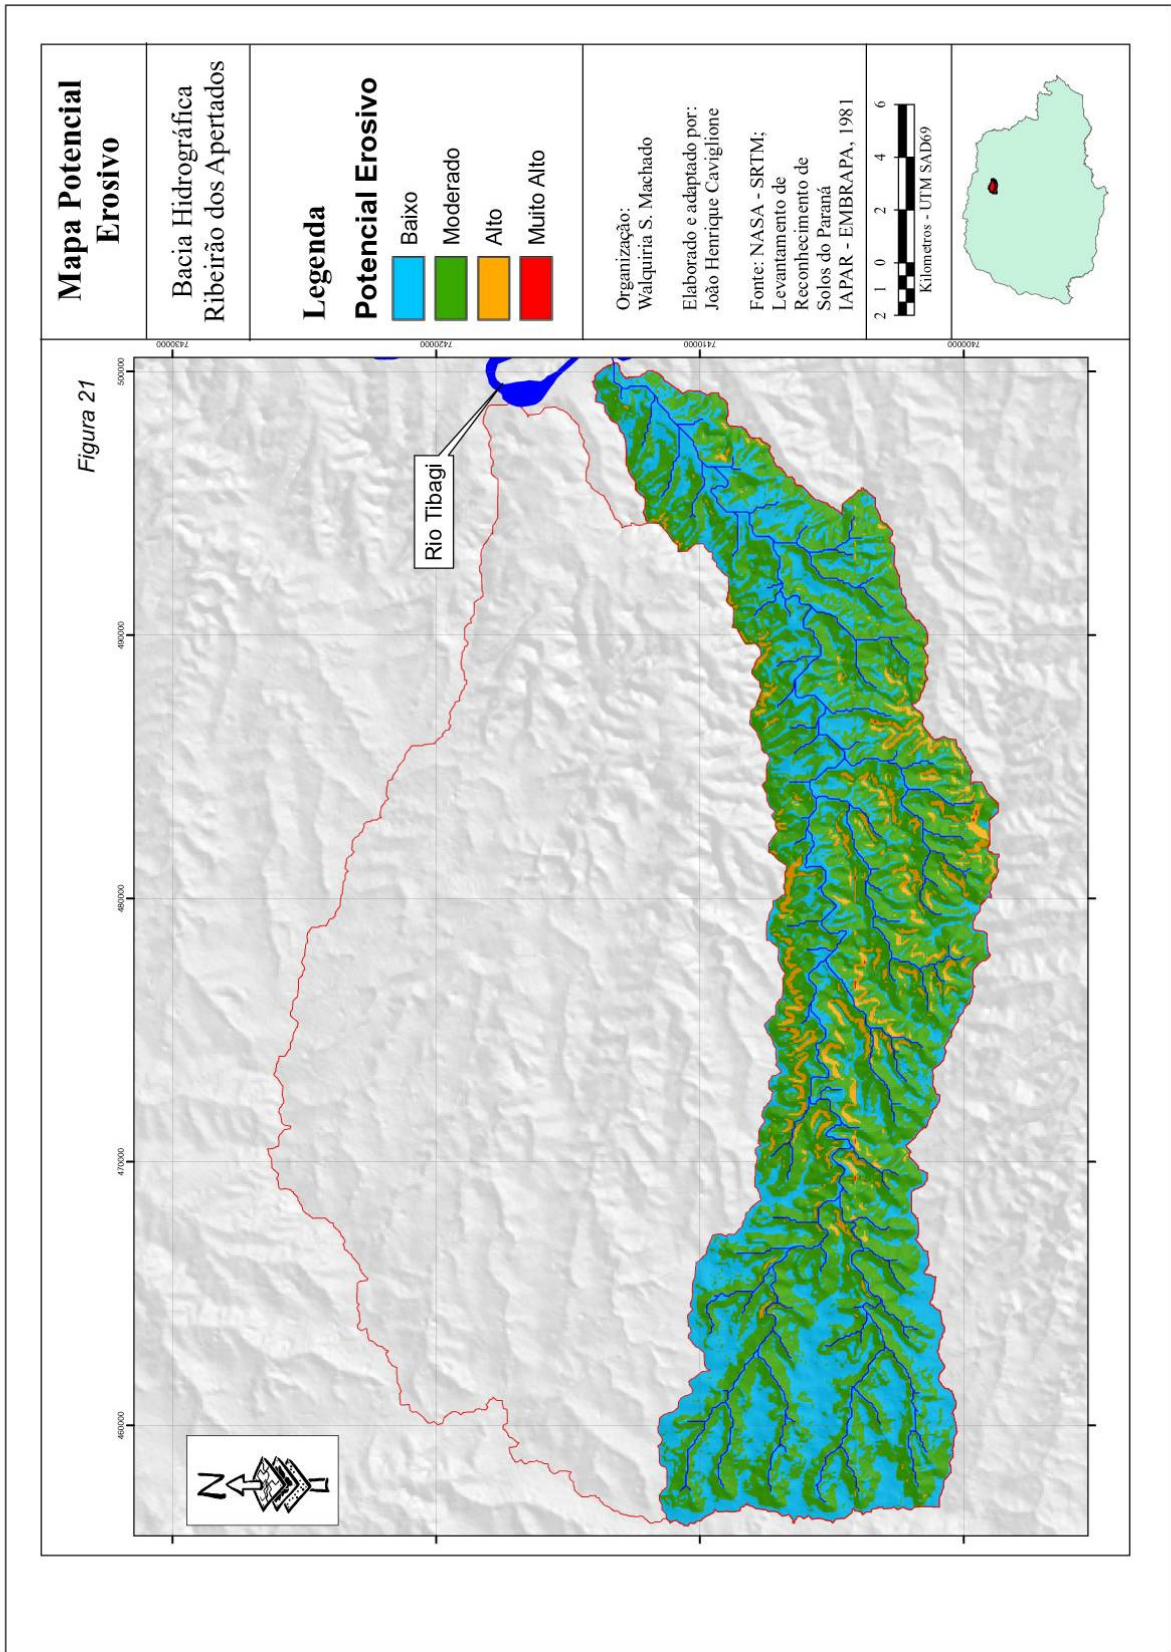 Figura 21
Rio Tibagi
N
460000
470000
480000
490000
500000
7430000
7420000
7410000
7400000
Mapa Potencial
Erosivo
Bacia Hidrográfica
Ribeirão dos Apertados
Legenda
Potencial Erosivo
Baixo
Moderado
Alto
Muito Alto
Organização:
Walquiria S. Machado
Elaborado e adaptado por:
João Henrique Caviglione
Fonte: NASA - SRTM;
Levantamento de
Reconhecimento de
Solos do Paraná
IAPAR - EMBRAPA, 1981
2 1 0 2 4 6
Kilometros - UTM SAD69